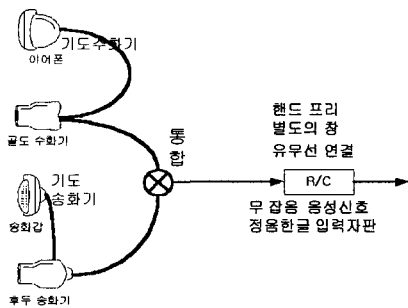 기도수화기
이어폰
골도 수화기
기도
송화기
송화갑
후두 송화기
통
합
핸드 프리
별도의 창
유무선 연결
R/C
무 잡음 음성신호
정음한글 입력자판